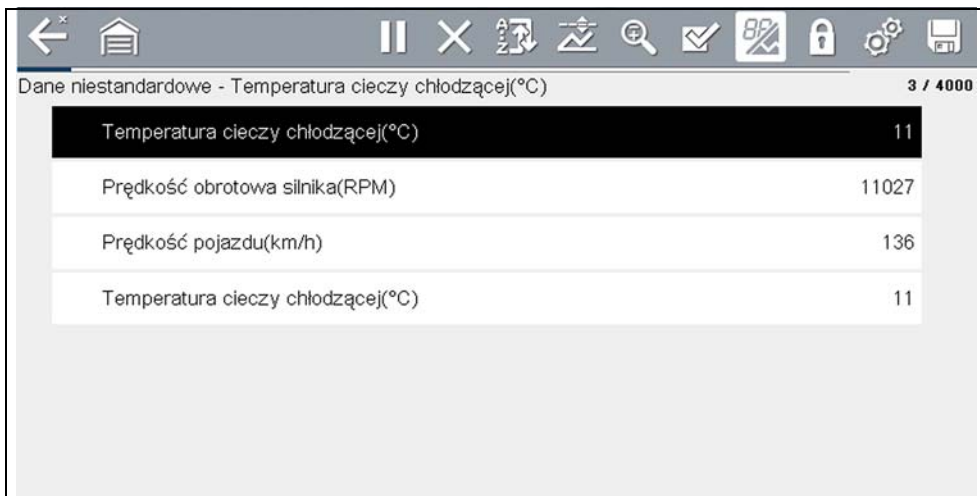 Dane niestandardowe - Temperatura cieczy chłodzącej(°C) 3 / 4000
Temperatura cieczy chłodzącej(°C) 11
Prędkość obrotowa silnika(RPM) 11027
Prędkość pojazdu(km/h) 136
Temperatura cieczy chłodzącej(°C) 11